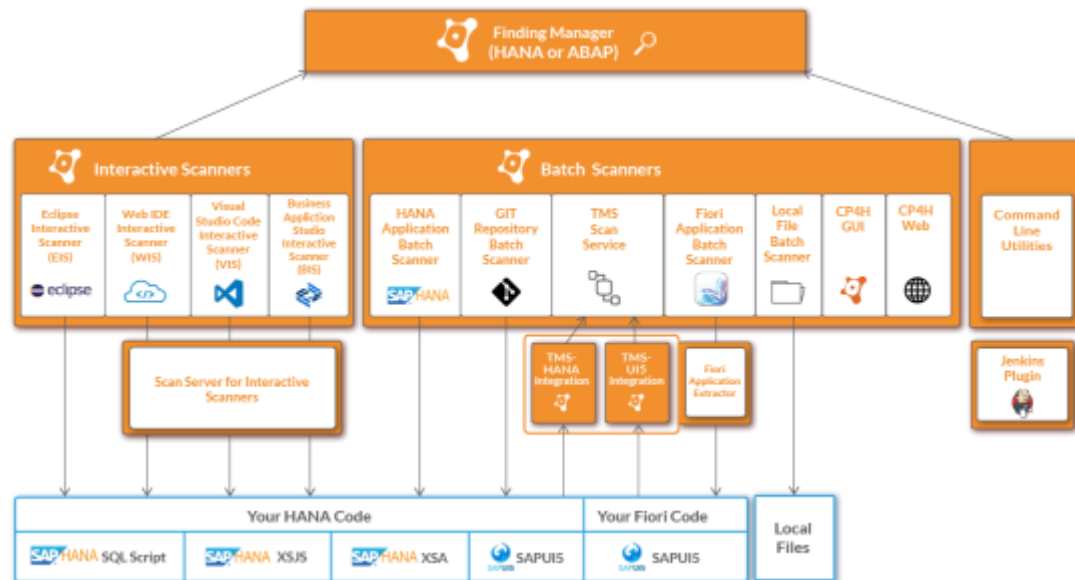 Finding Manager
(HANA or ABAP)
Interactive Scanners
Eclipse
Interactive
Scanner
(EIS)
eclipse
Web IDE
Interactive
Scanner
(WIS)
Visual
Studio Code
Interactive
Scanner
(VIS)
Business
Appliction
Studio
Interactive
Scanner (BIS)
Batch Scanners
HANA
Application
Batch
Scanner
SAP HANA
GIT
Repository
Batch
Scanner
TMS
Scan
Service
Fiori
Application
Batch
Scanner
Local
File
Batch
Scanner
CP4H
GUI
CP4H
Web
Command
Line
Utilities
Scan Server for Interactive
Scanners
TMS-
HANA
Integration
TMS-
UI5
Integration
Fiori
Application
Extractor
Jenkins
Plugin
Your HANA Code
Your Fiori Code
Local
Files
SAP HANA SQL Script
SAP HANA XSJS
SAP HANA XSA
SAPUI5 SAPUI5
SAPUI5 SAPUI5